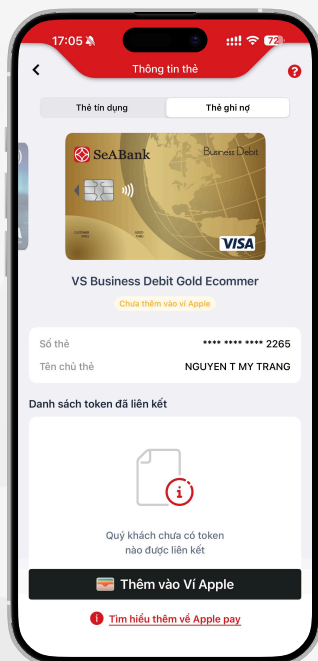 17:05
72
Thông tin thẻ
?
Thẻ tín dụng
Thẻ ghi nợ
SeABank
Business Debit
VISA
VS Business Debit Gold Ecommer
Chưa thêm vào ví Apple
Số thẻ
**** **** **** 2265
Tên chủ thẻ
NGUYEN T MY TRANG
Danh sách token đã liên kết
Quý khách chưa có token
nào được liên kết
Thêm vào Ví Apple
Tìm hiểu thêm về Apple pay